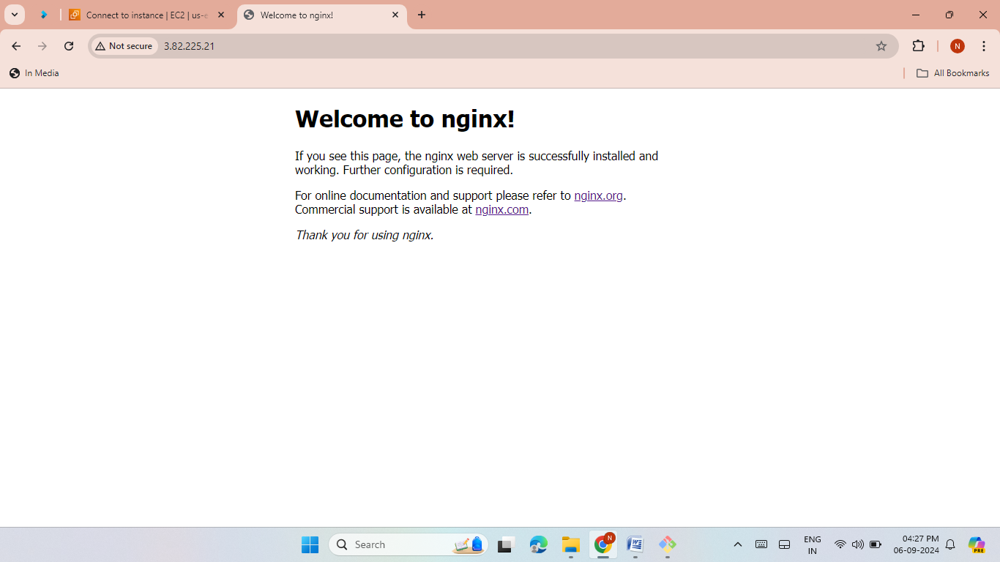 Connect to instance | EC2 | us-e
Welcome to nginx!
Not secure
3.82.225.21
N
In Media
All Bookmarks
Welcome to nginx!
If you see this page, the nginx web server is successfully installed and
working. Further configuration is required.
For online documentation and support please refer to nginx.org.
Commercial support is available at nginx.com.
Thank you for using nginx.
Search
N
W
ENG
IN
04:27 PM
06-09-2024
PRE